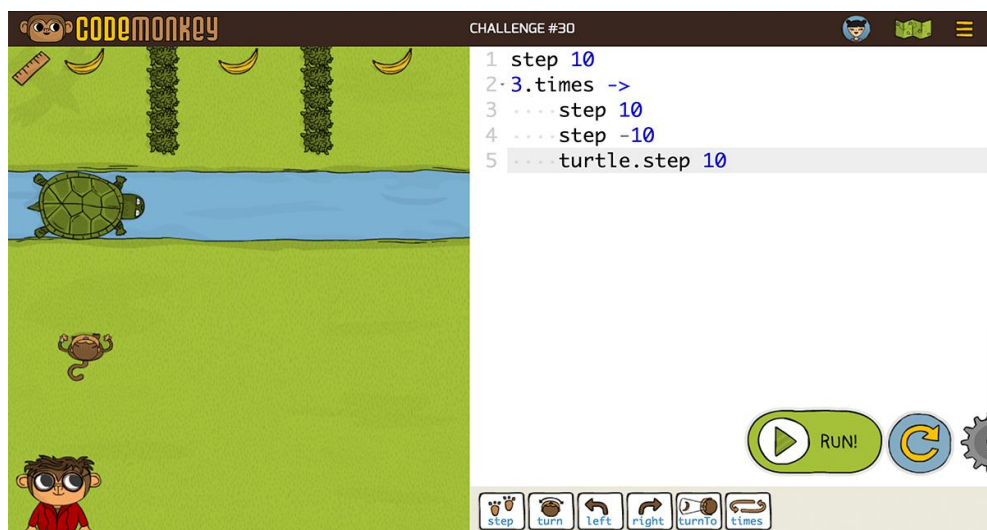 CODEMONKEY
CHALLENGE #30
1 step 10
2 3.times ->
3 ····step 10
4 ····step -10
5 ····turtle.step 10
RUN!
step turn left right turnTo times